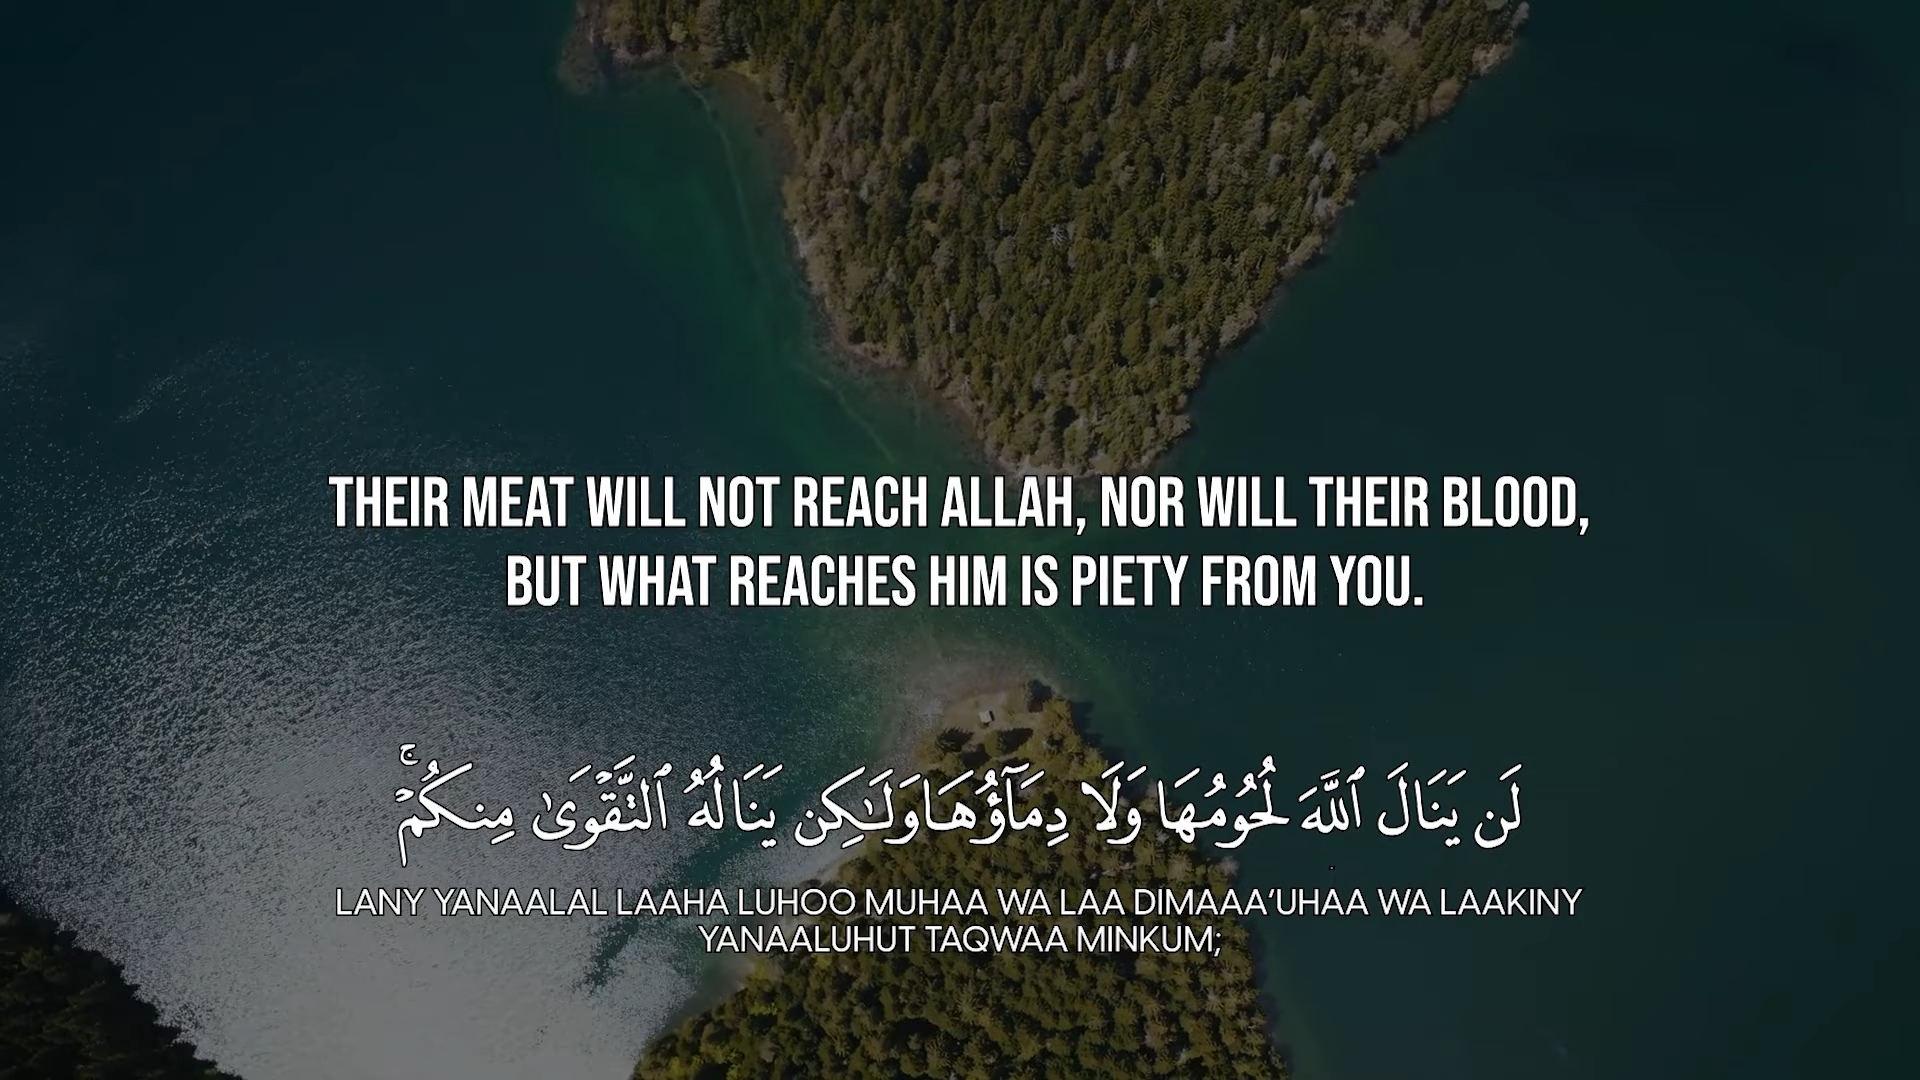 THEIR MEAT WILL NOT REACH ALLAH, NOR WILL THEIR BLOOD,
BUT WHAT REACHES HIM IS PIETY FROM YOU.
لَن يَنَالَ ٱللَّهَ لُحُومُهَا وَلَا دِمَآؤُهَاوَلَـٰكِن يَنَالُهُ ٱلتَّقْوَىٰ مِنكُمْ ۚ
LANY YANAALAL LAAHA LUHOO MUHAA WA LAA DIMAAA'UHAA WA LAAKINY
YANAALUHUT TAQWAA MINKUM;